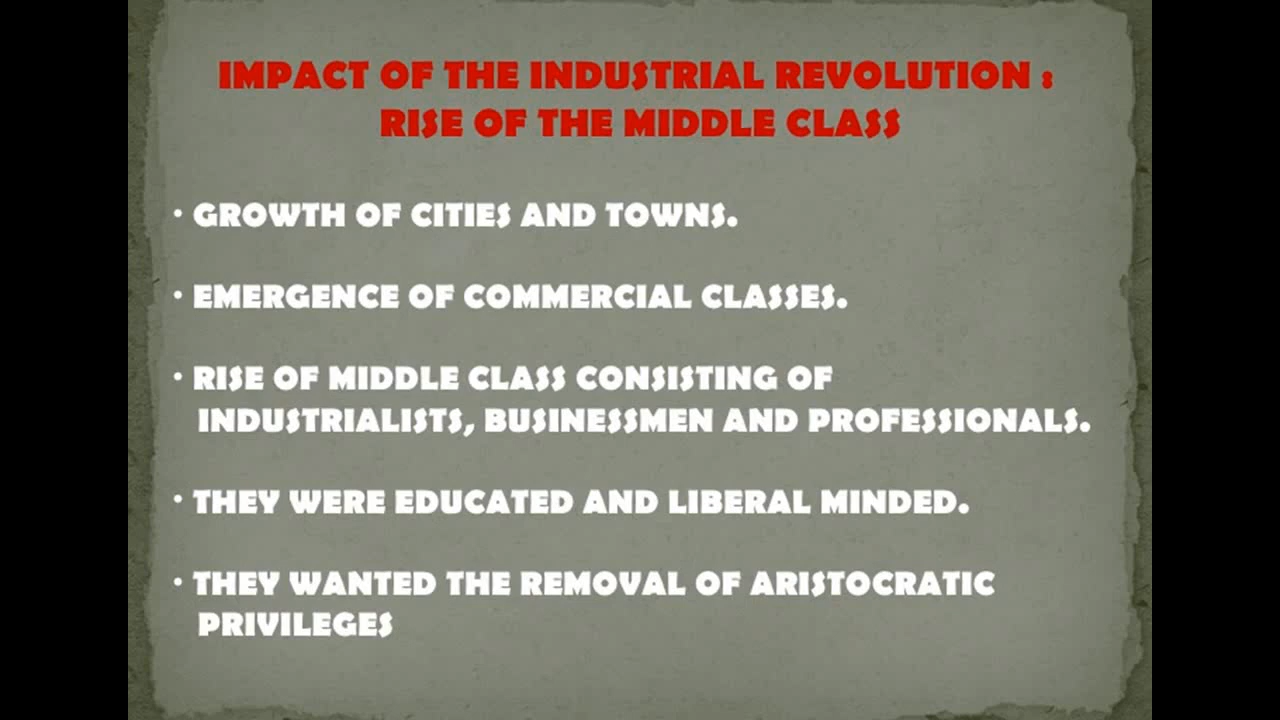 IMPACT OF THE INDUSTRIAL REVOLUTION :
RISE OF THE MIDDLE CLASS
• GROWTH OF CITIES AND TOWNS.
• EMERGENCE OF COMMERCIAL CLASSES.
• RISE OF MIDDLE CLASS CONSISTING OF
INDUSTRIALISTS, BUSINESSMEN AND PROFESSIONALS.
• THEY WERE EDUCATED AND LIBERAL MINDED.
• THEY WANTED THE REMOVAL OF ARISTOCRATIC
PRIVILEGES